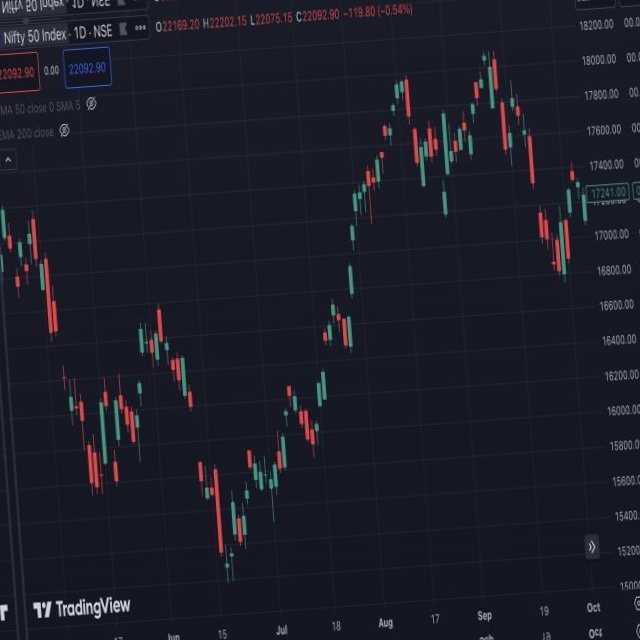 Nifty 50 Index · 1D · NSE
O22169.20 H22202.15 L22075.15 C22092.90 −119.80 (−0.54%)
22092.90 0.00 22092.90
EMA 50 close 0 SMA 5
EMA 200 close
18200.00
18000.00
17800.00
17600.00
17400.00
17241.00
17000.00
16800.00
16600.00
16400.00
16200.00
16000.00
15800.00
15600.00
15400.00
15200
TradingView
Jun 15 Jul 18 Aug 17 Sep 19 Oct